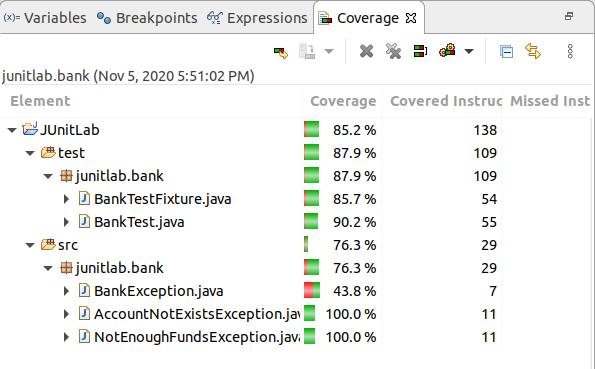 (x)= Variables Breakpoints Expressions Coverage
junitlab.bank (Nov 5, 2020 5:51:02 PM)
Element Coverage Covered Instruc Missed Inst
JUnitLab 85.2 % 138
test 87.9 % 109
junitlab.bank 87.9 % 109
BankTestFixture.java 85.7 % 54
BankTest.java 90.2 % 55
src 76.3 % 29
junitlab.bank 76.3 % 29
BankException.java 43.8 % 7
AccountNotExistsException.jav 100.0 % 11
NotEnoughFundsException.java 100.0 % 11